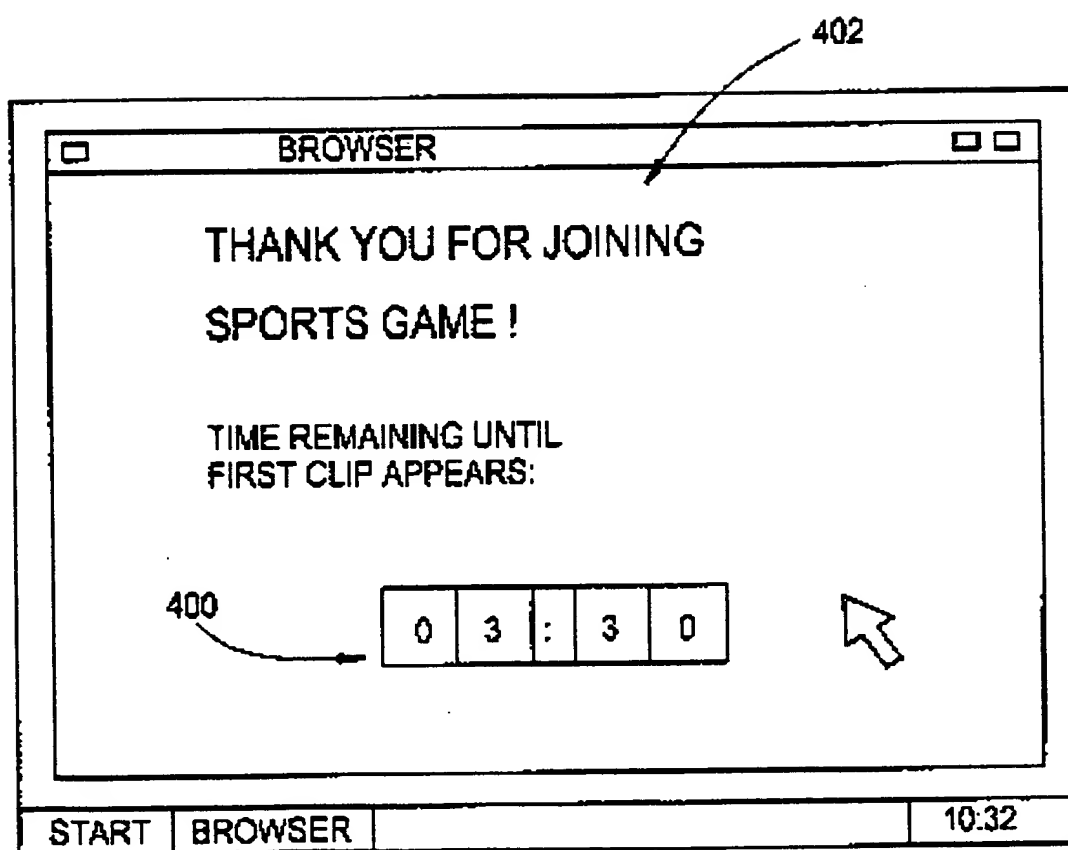 402
BROWSER
THANK YOU FOR JOINING
SPORTS GAME !
TIME REMAINING UNTIL
FIRST CLIP APPEARS:
400
0 3 : 3 0
START BROWSER 10:32